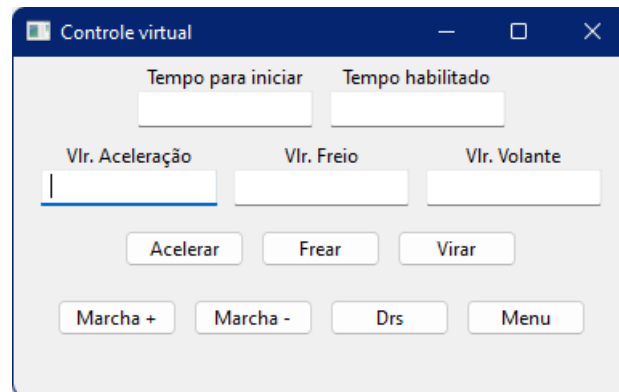 Controle virtual
Tempo para iniciar Tempo habilitado
Vlr. Aceleração Vlr. Freio Vlr. Volante
Acelerar Frear Virar
Marcha + Marcha - Drs Menu